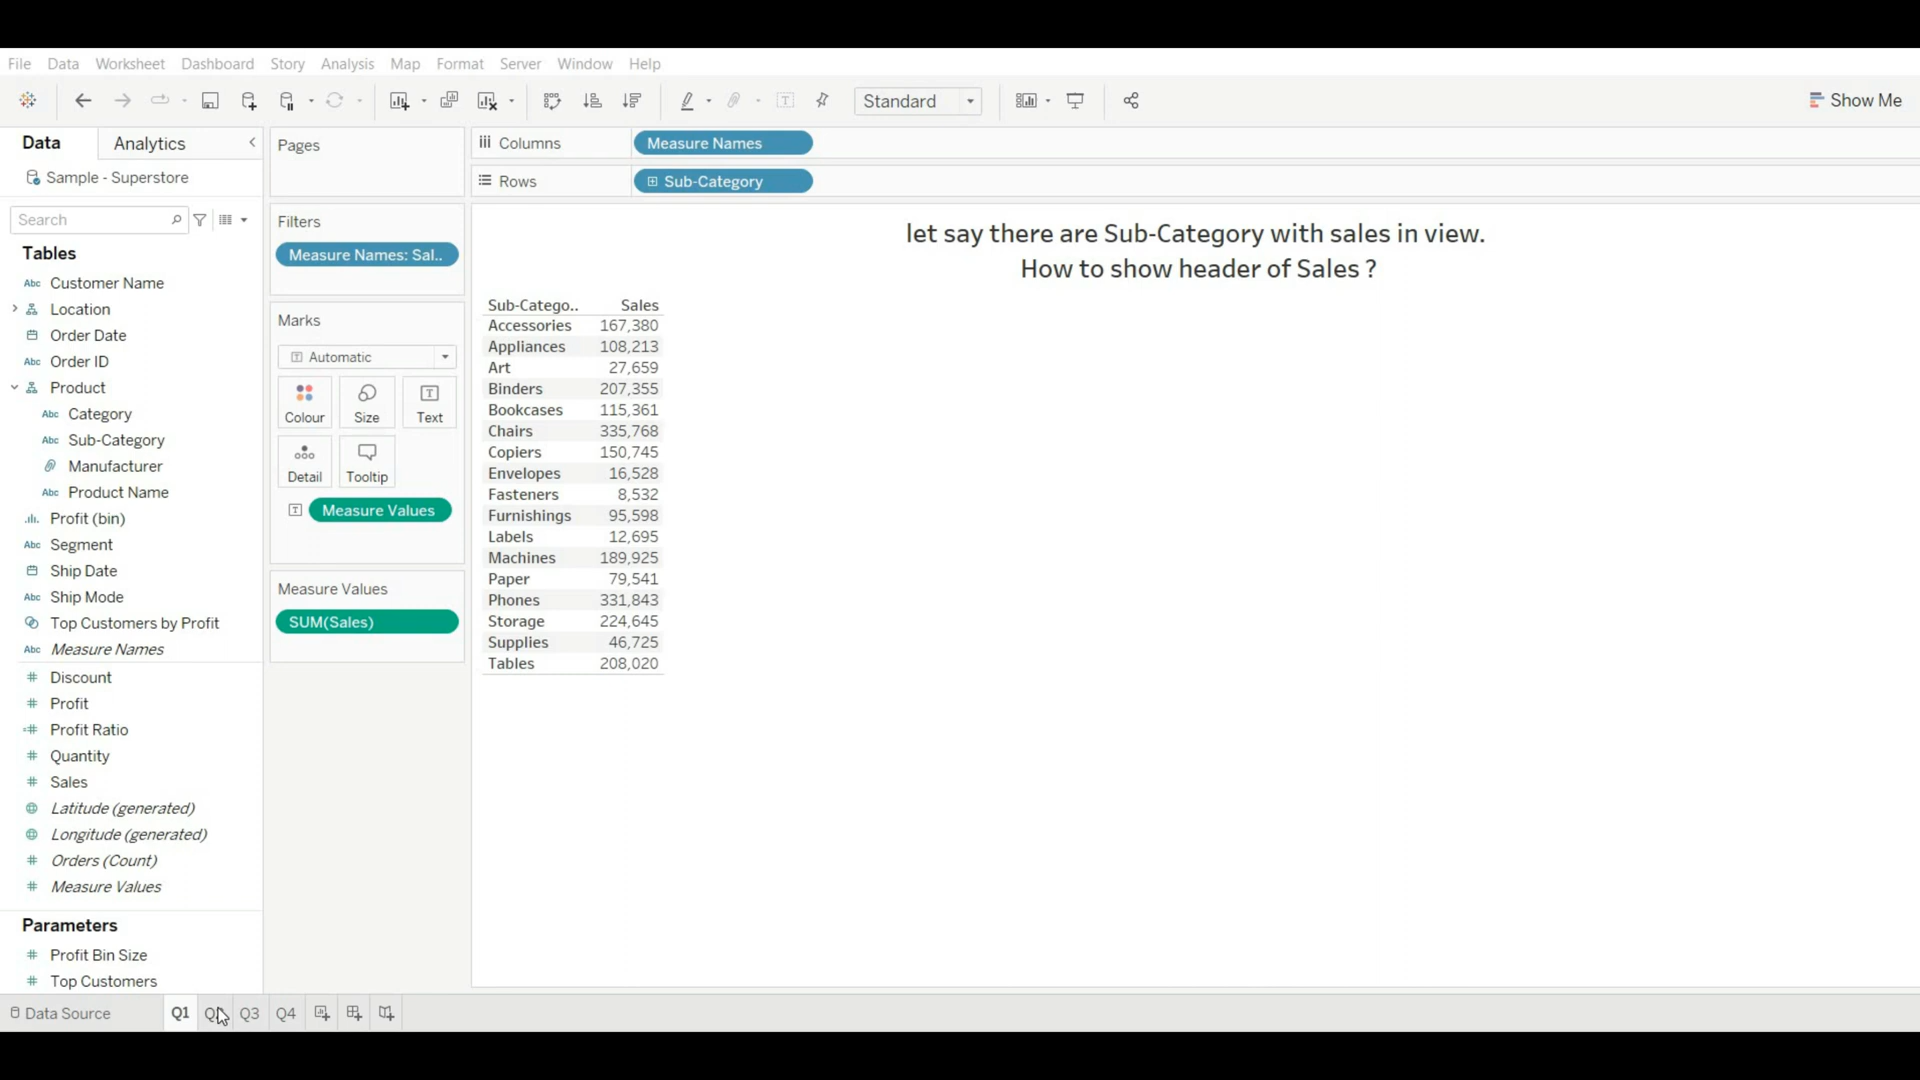 File Data Worksheet Dashboard Story Analysis Map Format Server Window Help
Standard
Show Me
Data Analytics
Sample - Superstore
Search
Tables
Abc Customer Name
Location
Order Date
Abc Order ID
Product
Abc Category
Abc Sub-Category
Manufacturer
Abc Product Name
Profit (bin)
Abc Segment
Ship Date
Abc Ship Mode
Top Customers by Profit
Abc Measure Names
# Discount
# Profit
=# Profit Ratio
# Quantity
# Sales
Latitude (generated)
Longitude (generated)
# Orders (Count)
# Measure Values
Parameters
# Profit Bin Size
# Top Customers
Pages
Filters
Measure Names: Sal..
Marks
T Automatic
Colour Size Text
Detail Tooltip
T Measure Values
Measure Values
SUM(Sales)
Columns Measure Names
Rows Sub-Category
let say there are Sub-Category with sales in view.
How to show header of Sales ?
Sub-Catego.. Sales
Accessories 167,380
Appliances 108,213
Art 27,659
Binders 207,355
Bookcases 115,361
Chairs 335,768
Copiers 150,745
Envelopes 16,528
Fasteners 8,532
Furnishings 95,598
Labels 12,695
Machines 189,925
Paper 79,541
Phones 331,843
Storage 224,645
Supplies 46,725
Tables 208,020
Data Source Q1 Q3 Q4